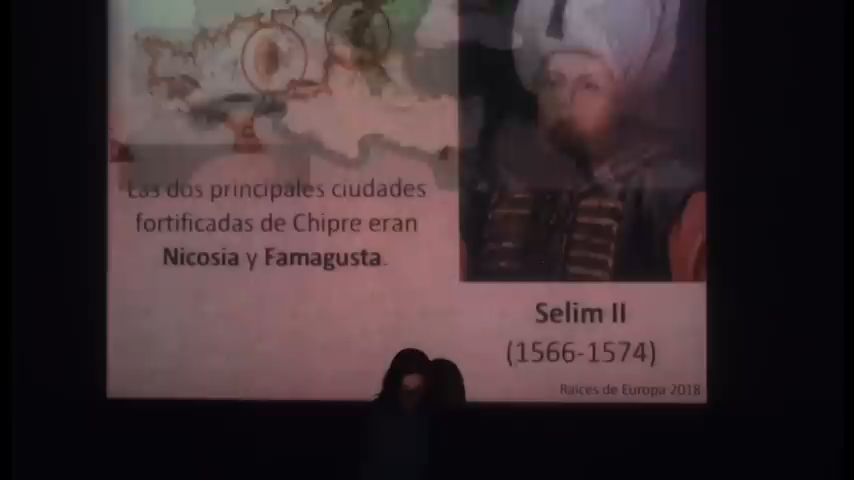 Las dos principales ciudades
fortificadas de Chipre eran
Nicosia y Famagusta.
Selim II
(1566-1574)
Raíces de Europa 2018